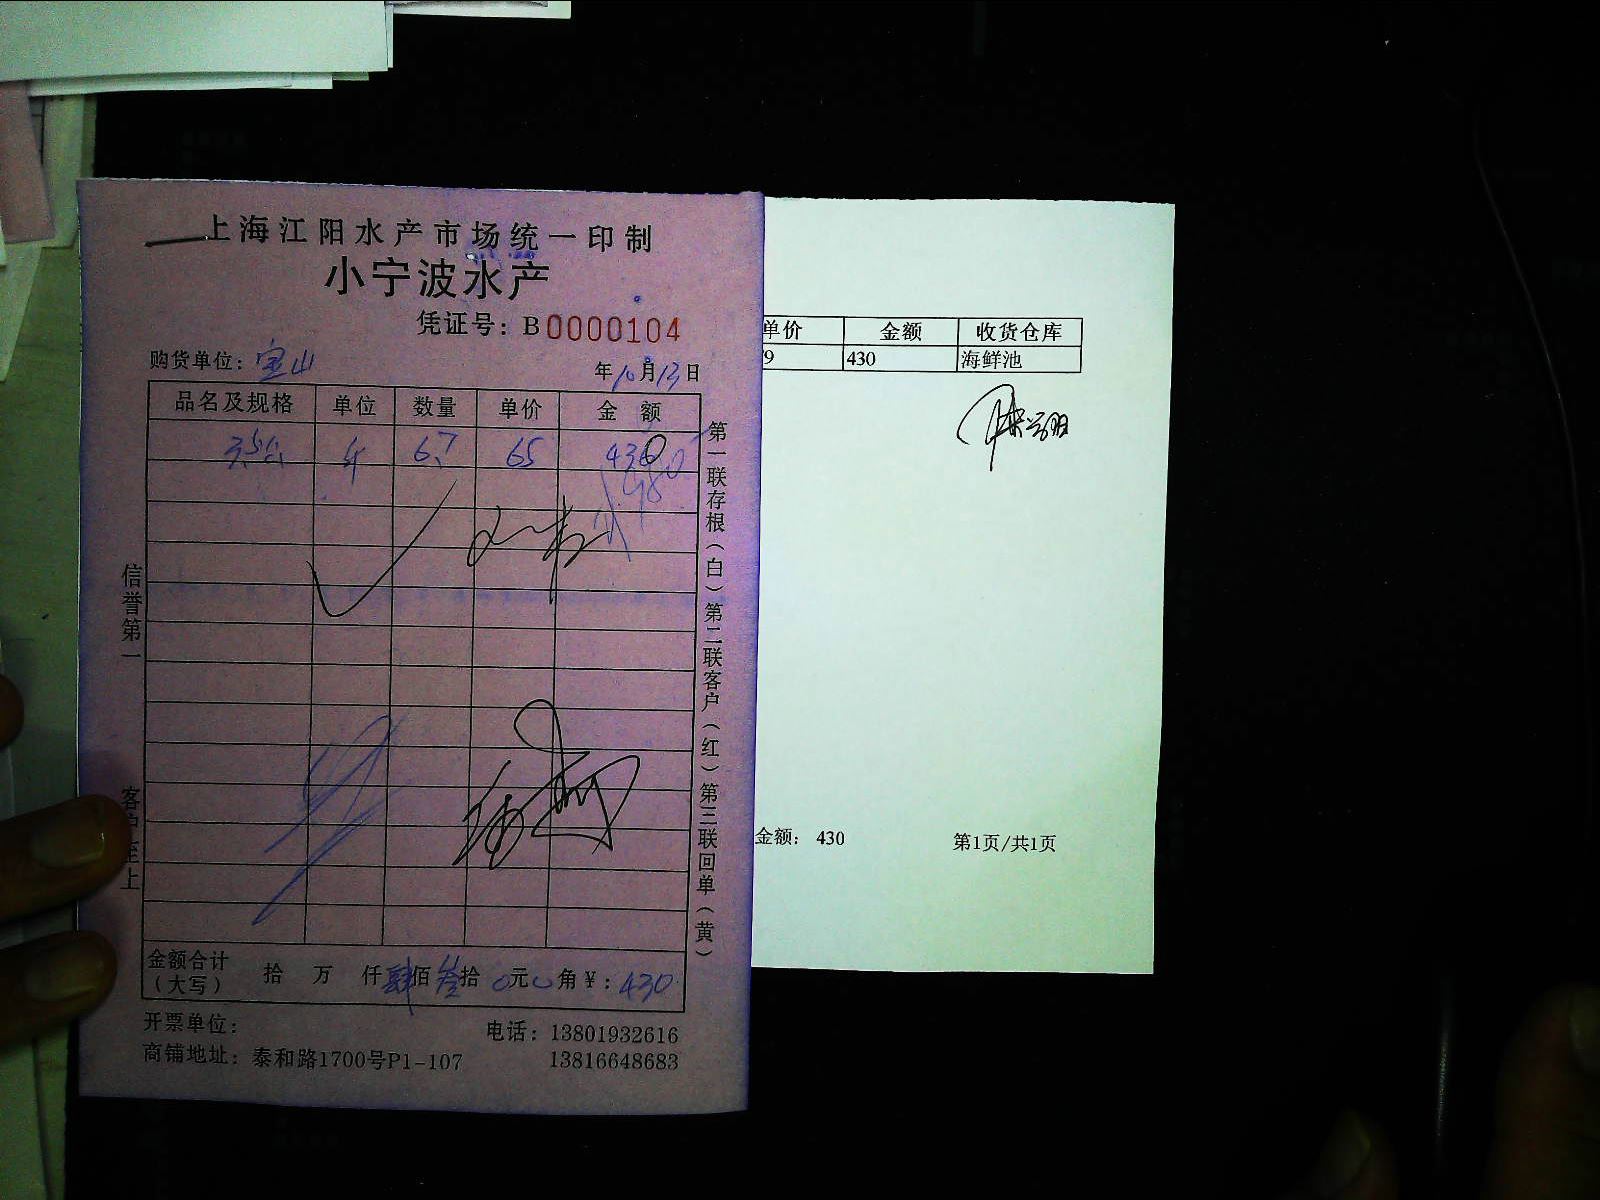 上海江阳水产市场统一印制
小宁波水产
凭证号：B0000104
购货单位：宝山
年10月13日
品名及规格 单位 数量 单价 金额
斤 6.7 65 430
信誉第一
客户至上
第一联存根（白）第二联客户（红）第三联回单（黄）
金额合计（大写） 拾 万 仟肆佰叁拾0元0角¥：430
开票单位：
电话：13801932616
商铺地址：泰和路1700号P1-107
13816648683
单价 金额 收货仓库
79 430 海鲜池
金额： 430
第1页/共1页